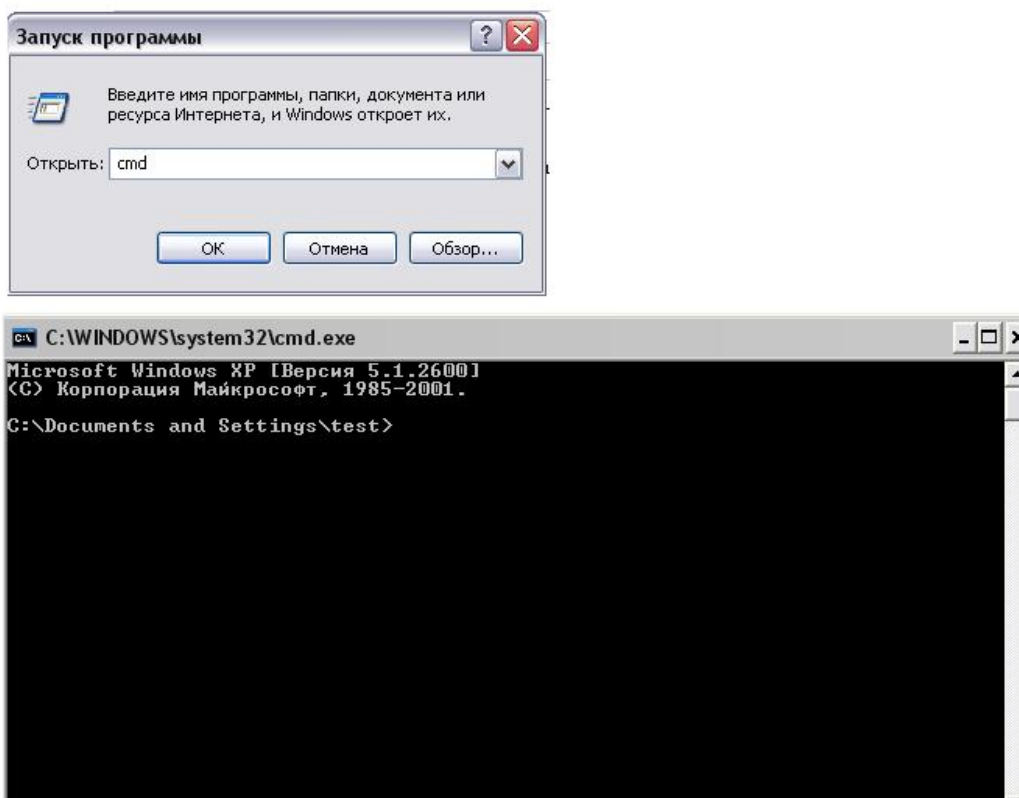 Запуск программы
Введите имя программы, папки, документа или
ресурса Интернета, и Windows откроет их.
Открыть: cmd
ОК Отмена Обзор...
C:\WINDOWS\system32\cmd.exe
Microsoft Windows XP [Версия 5.1.2600]
(С) Корпорация Майкрософт, 1985-2001.
C:\Documents and Settings\test>